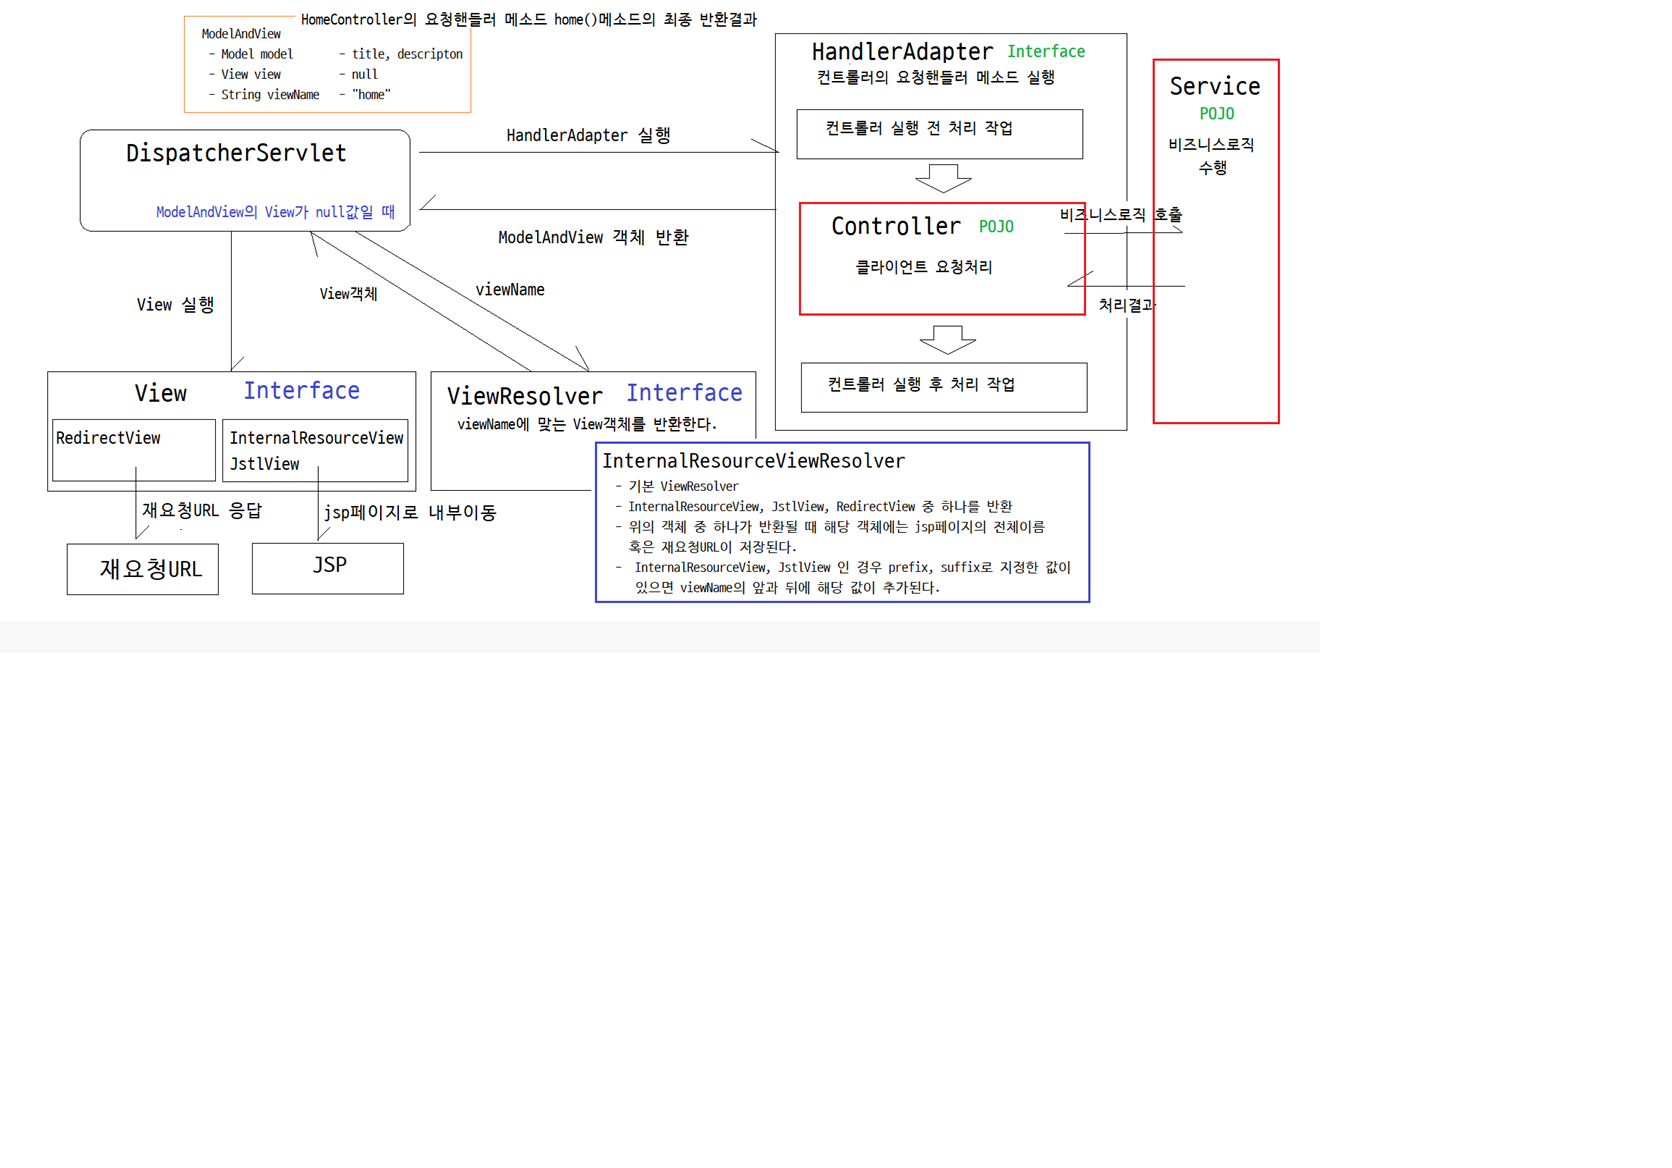 HomeController의 요청핸들러 메소드 home()메소드의 최종 반환결과
ModelAndView
- Model model - title, descripton
- View view - null
- String viewName - "home"
DispatcherServlet
ModelAndView의 View가 null값일 때
HandlerAdapter 실행
ModelAndView 객체 반환
HandlerAdapter Interface
컨트롤러의 요청핸들러 메소드 실행
컨트롤러 실행 전 처리 작업
Controller POJO
클라이언트 요청처리
컨트롤러 실행 후 처리 작업
비즈니스로직 호출
처리결과
Service
POJO
비즈니스로직
수행
View 실행
View객체
viewName
View Interface
RedirectView
InternalResourceView
JstlView
ViewResolver Interface
viewName에 맞는 View객체를 반환한다.
InternalResourceViewResolver
- 기본 ViewResolver
- InternalResourceView, JstlView, RedirectView 중 하나를 반환
- 위의 객체 중 하나가 반환될 때 해당 객체에는 jsp페이지의 전체이름
혹은 재요청URL이 저장된다.
- InternalResourceView, JstlView 인 경우 prefix, suffix로 지정한 값이
있으면 viewName의 앞과 뒤에 해당 값이 추가된다.
재요청URL 응답
jsp페이지로 내부이동
재요청URL
JSP